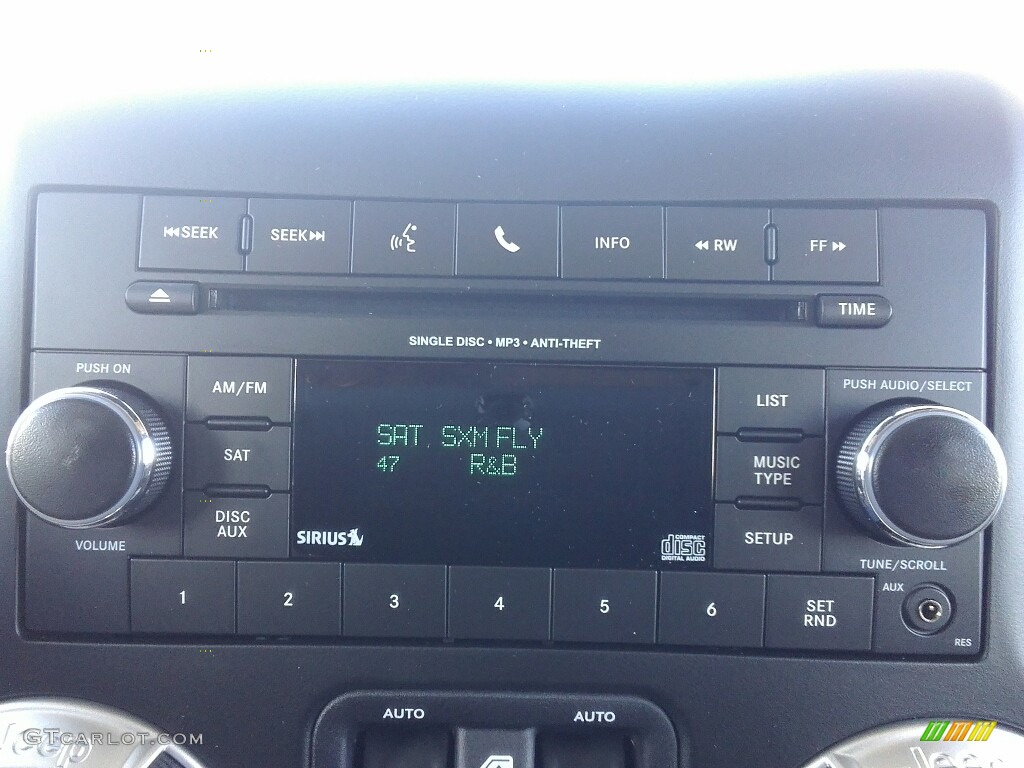 SEEK SEEK INFO RW FF
TIME
SINGLE DISC • MP3 • ANTI-THEFT
PUSH ON
AM/FM
LIST
PUSH AUDIO/SELECT
SAT SXM FLY
47 R&B
SAT
MUSIC
TYPE
DISC
AUX
SIRIUS
COMPACT
disc
DIGITAL AUDIO
SETUP
VOLUME
TUNE/SCROLL
1 2 3 4 5 6
SET
RND
AUX
RES
AUTO AUTO
Jeep
GTCARLOT.COM